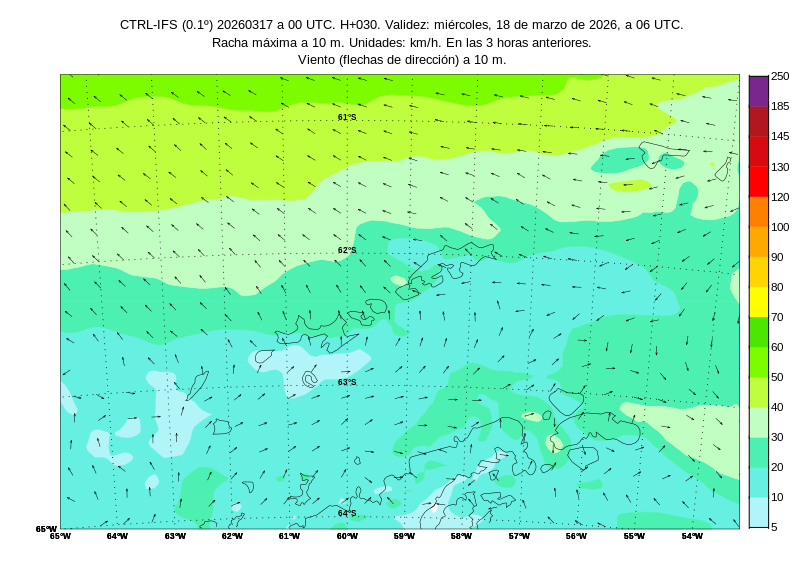 CTRL-IFS (0.1º) 20260317 a 00 UTC. H+030. Validez: miércoles, 18 de marzo de 2026, a 06 UTC.
Racha máxima a 10 m. Unidades: km/h. En las 3 horas anteriores.
Viento (flechas de dirección) a 10 m.
250
185
145
130
120
100
90
80
70
60
50
40
30
20
10
5
61ºS
62ºS
63ºS
64ºS
65ºW
65ºW 64ºW 63ºW 62ºW 61ºW 60ºW 59ºW 58ºW 57ºW 56ºW 55ºW 54ºW